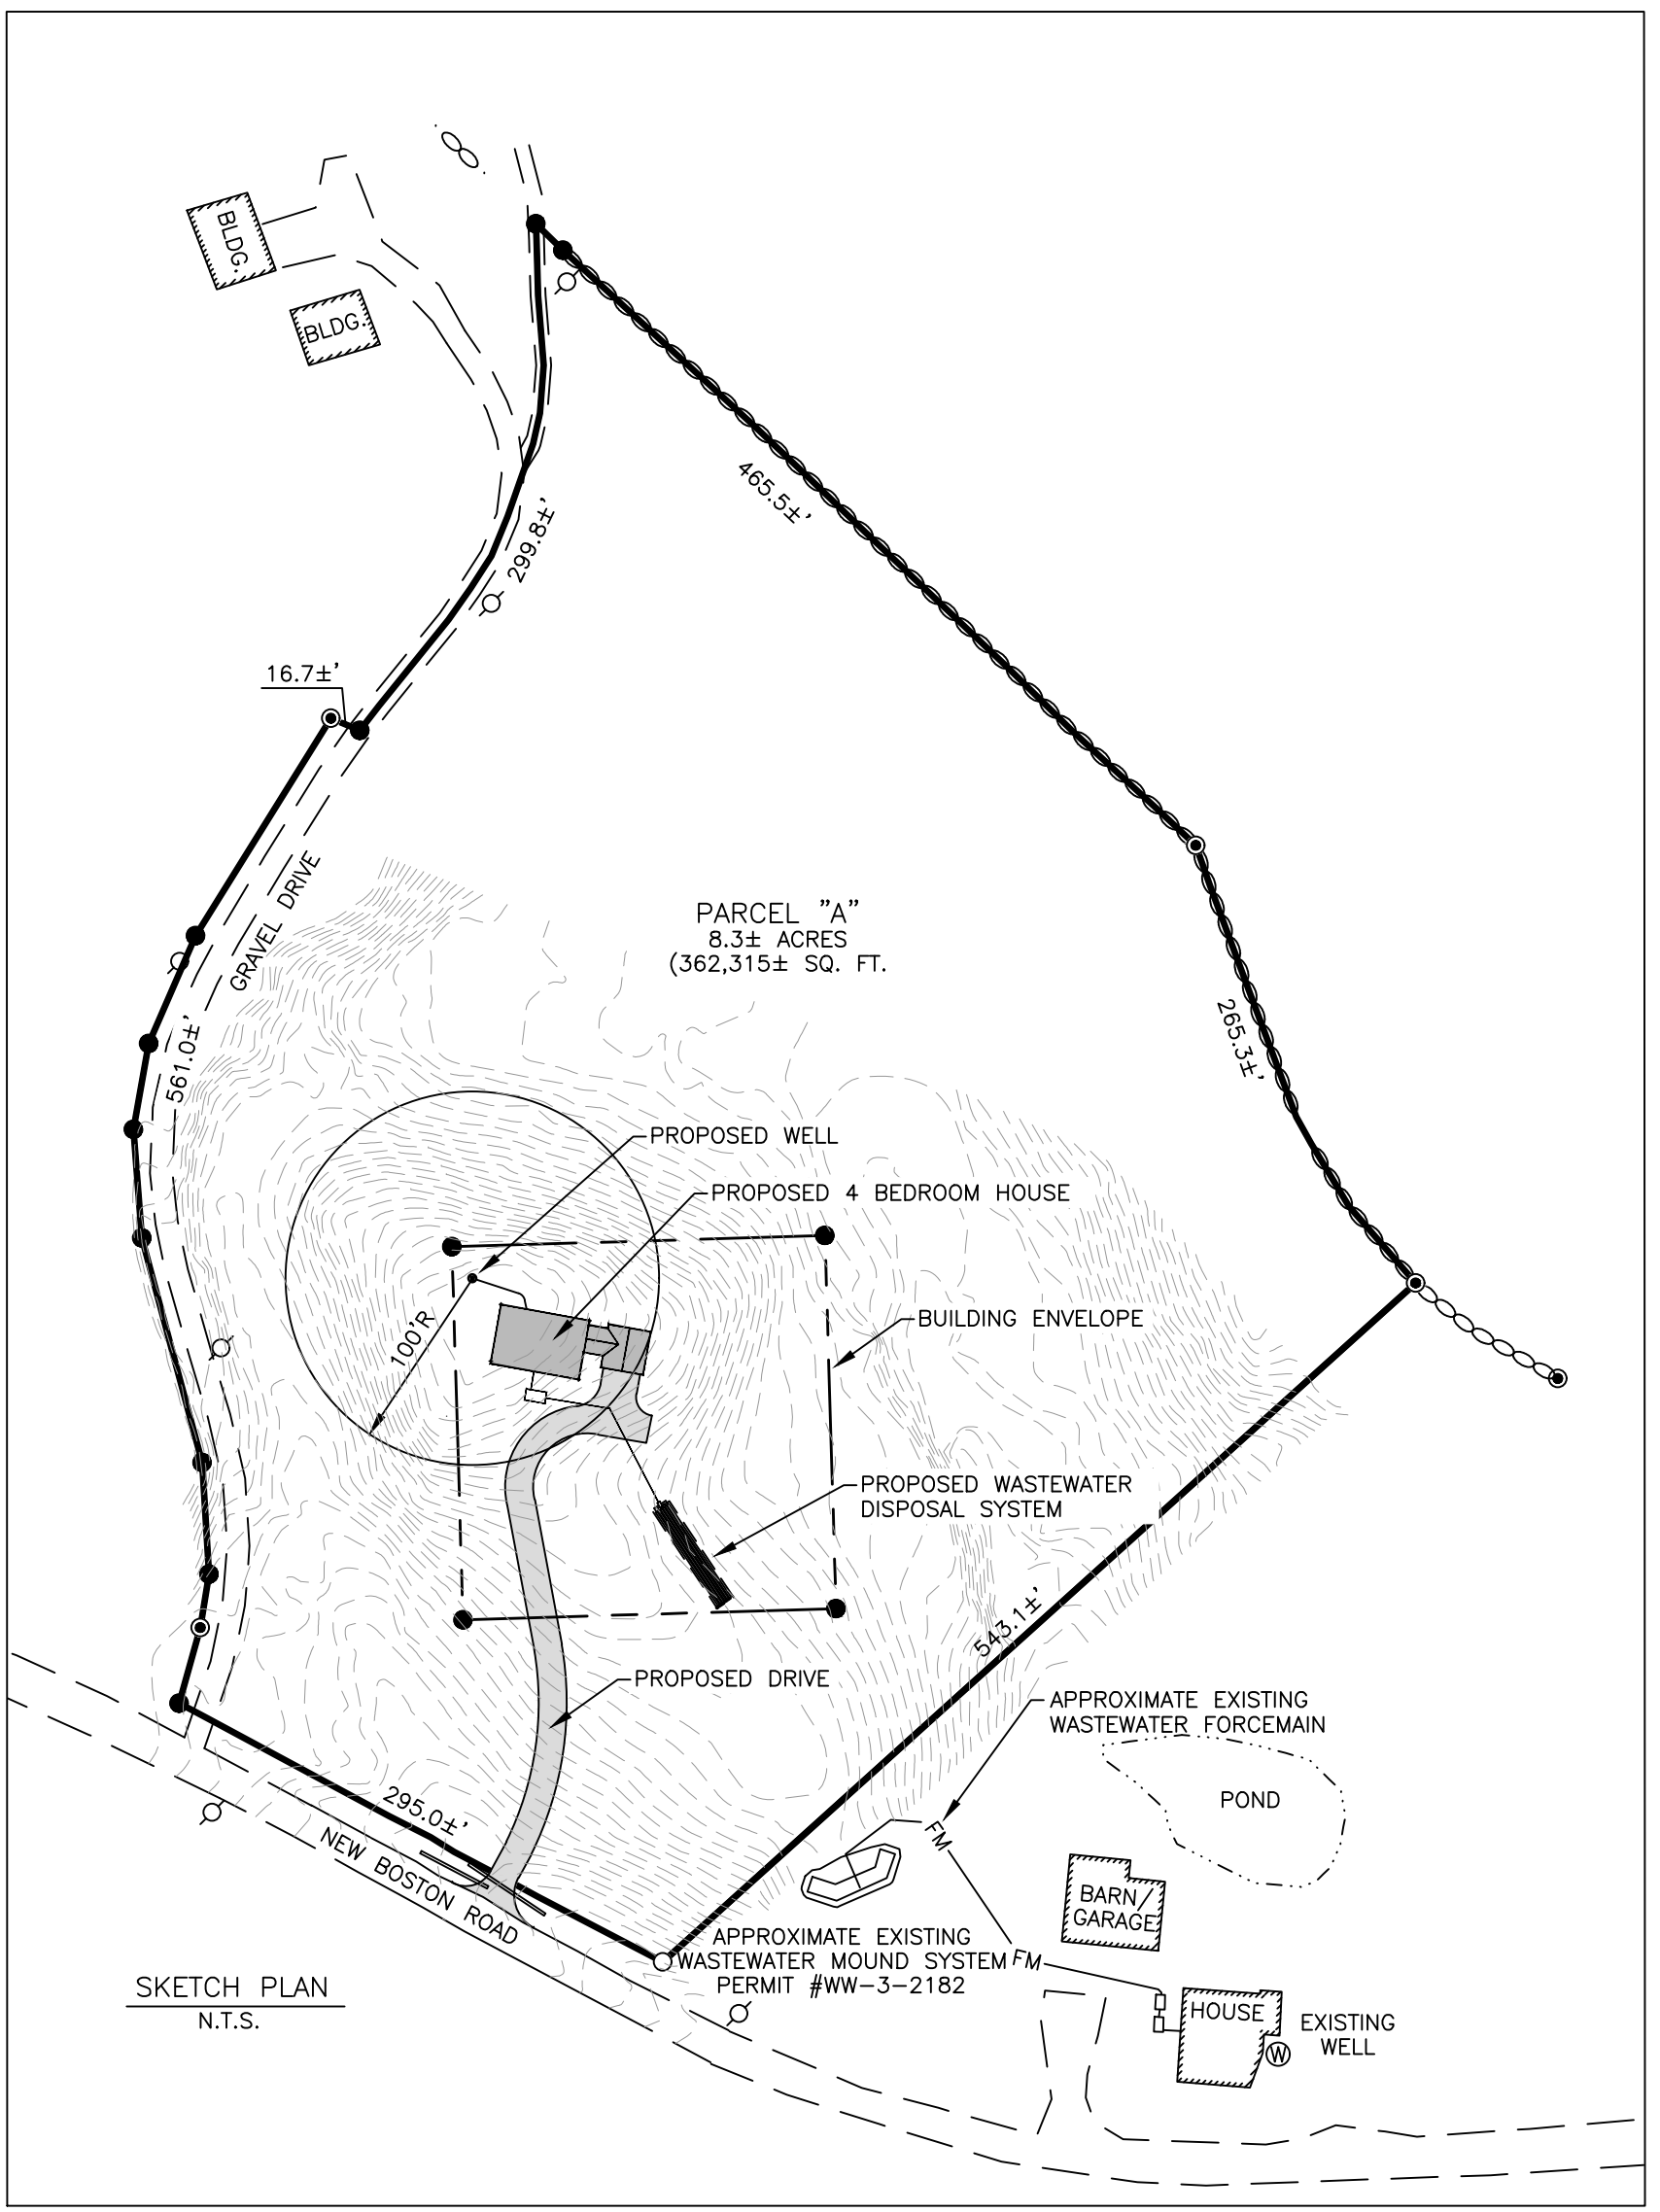 BLDG.
BLDG.
465.5±'
299.8±'
16.7±'
GRAVEL DRIVE
PARCEL "A"
8.3± ACRES
(362,315± SQ. FT.
561.0±'
265.3±'
PROPOSED WELL
PROPOSED 4 BEDROOM HOUSE
100'R
BUILDING ENVELOPE
PROPOSED WASTEWATER
DISPOSAL SYSTEM
543.1±'
PROPOSED DRIVE
APPROXIMATE EXISTING
WASTEWATER FORCEMAIN
POND
295.0±'
NEW BOSTON ROAD
FM
BARN/
GARAGE
APPROXIMATE EXISTING
WASTEWATER MOUND SYSTEM
PERMIT #WW-3-2182
FM
SKETCH PLAN
N.T.S.
HOUSE
EXISTING
WELL
W